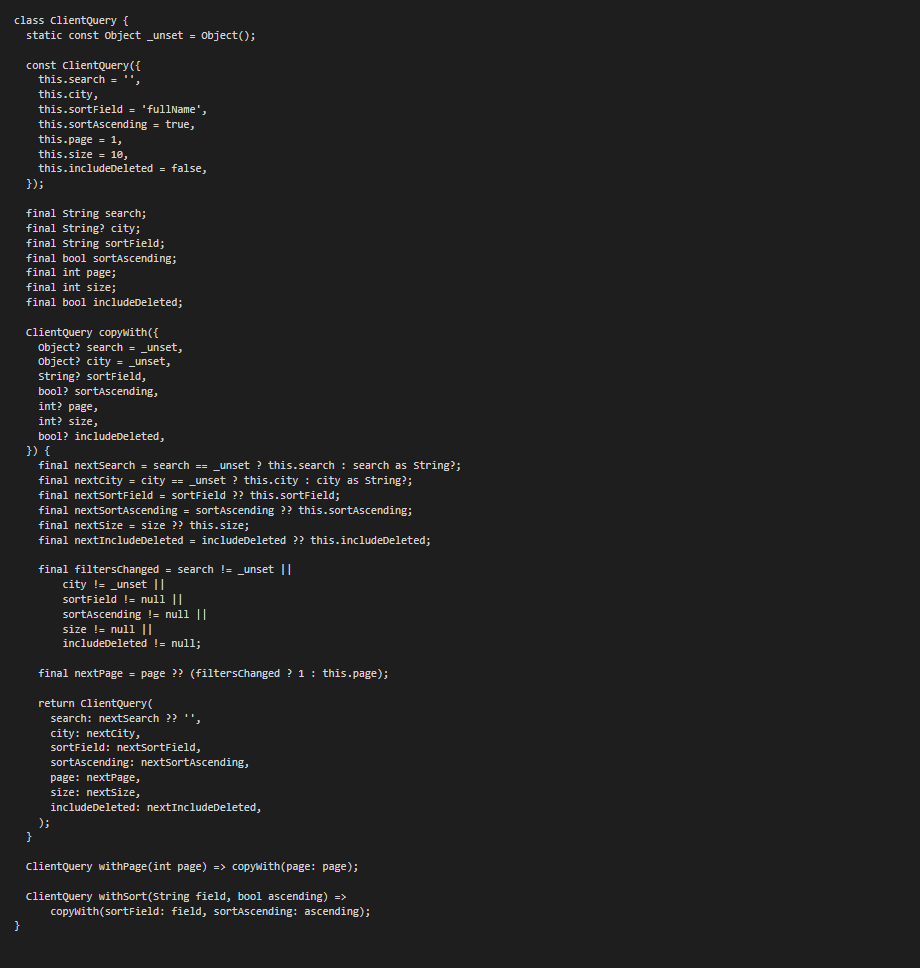 class ClientQuery {
  static const Object _unset = Object();

  const ClientQuery({
    this.search = '',
    this.city,
    this.sortField = 'fullName',
    this.sortAscending = true,
    this.page = 1,
    this.size = 10,
    this.includeDeleted = false,
  });

  final String search;
  final String? city;
  final String sortField;
  final bool sortAscending;
  final int page;
  final int size;
  final bool includeDeleted;

  ClientQuery copyWith({
    Object? search = _unset,
    Object? city = _unset,
    String? sortField,
    bool? sortAscending,
    int? page,
    int? size,
    bool? includeDeleted,
  }) {
    final nextSearch = search == _unset ? this.search : search as String?;
    final nextCity = city == _unset ? this.city : city as String?;
    final nextSortField = sortField ?? this.sortField;
    final nextSortAscending = sortAscending ?? this.sortAscending;
    final nextSize = size ?? this.size;
    final nextIncludeDeleted = includeDeleted ?? this.includeDeleted;

    final filtersChanged = search != _unset ||
        city != _unset ||
        sortField != null ||
        sortAscending != null ||
        size != null ||
        includeDeleted != null;

    final nextPage = page ?? (filtersChanged ? 1 : this.page);

    return ClientQuery(
      search: nextSearch ?? '',
      city: nextCity,
      sortField: nextSortField,
      sortAscending: nextSortAscending,
      page: nextPage,
      size: nextSize,
      includeDeleted: nextIncludeDeleted,
    );
  }

  ClientQuery withPage(int page) => copyWith(page: page);

  ClientQuery withSort(String field, bool ascending) =>
      copyWith(sortField: field, sortAscending: ascending);
}